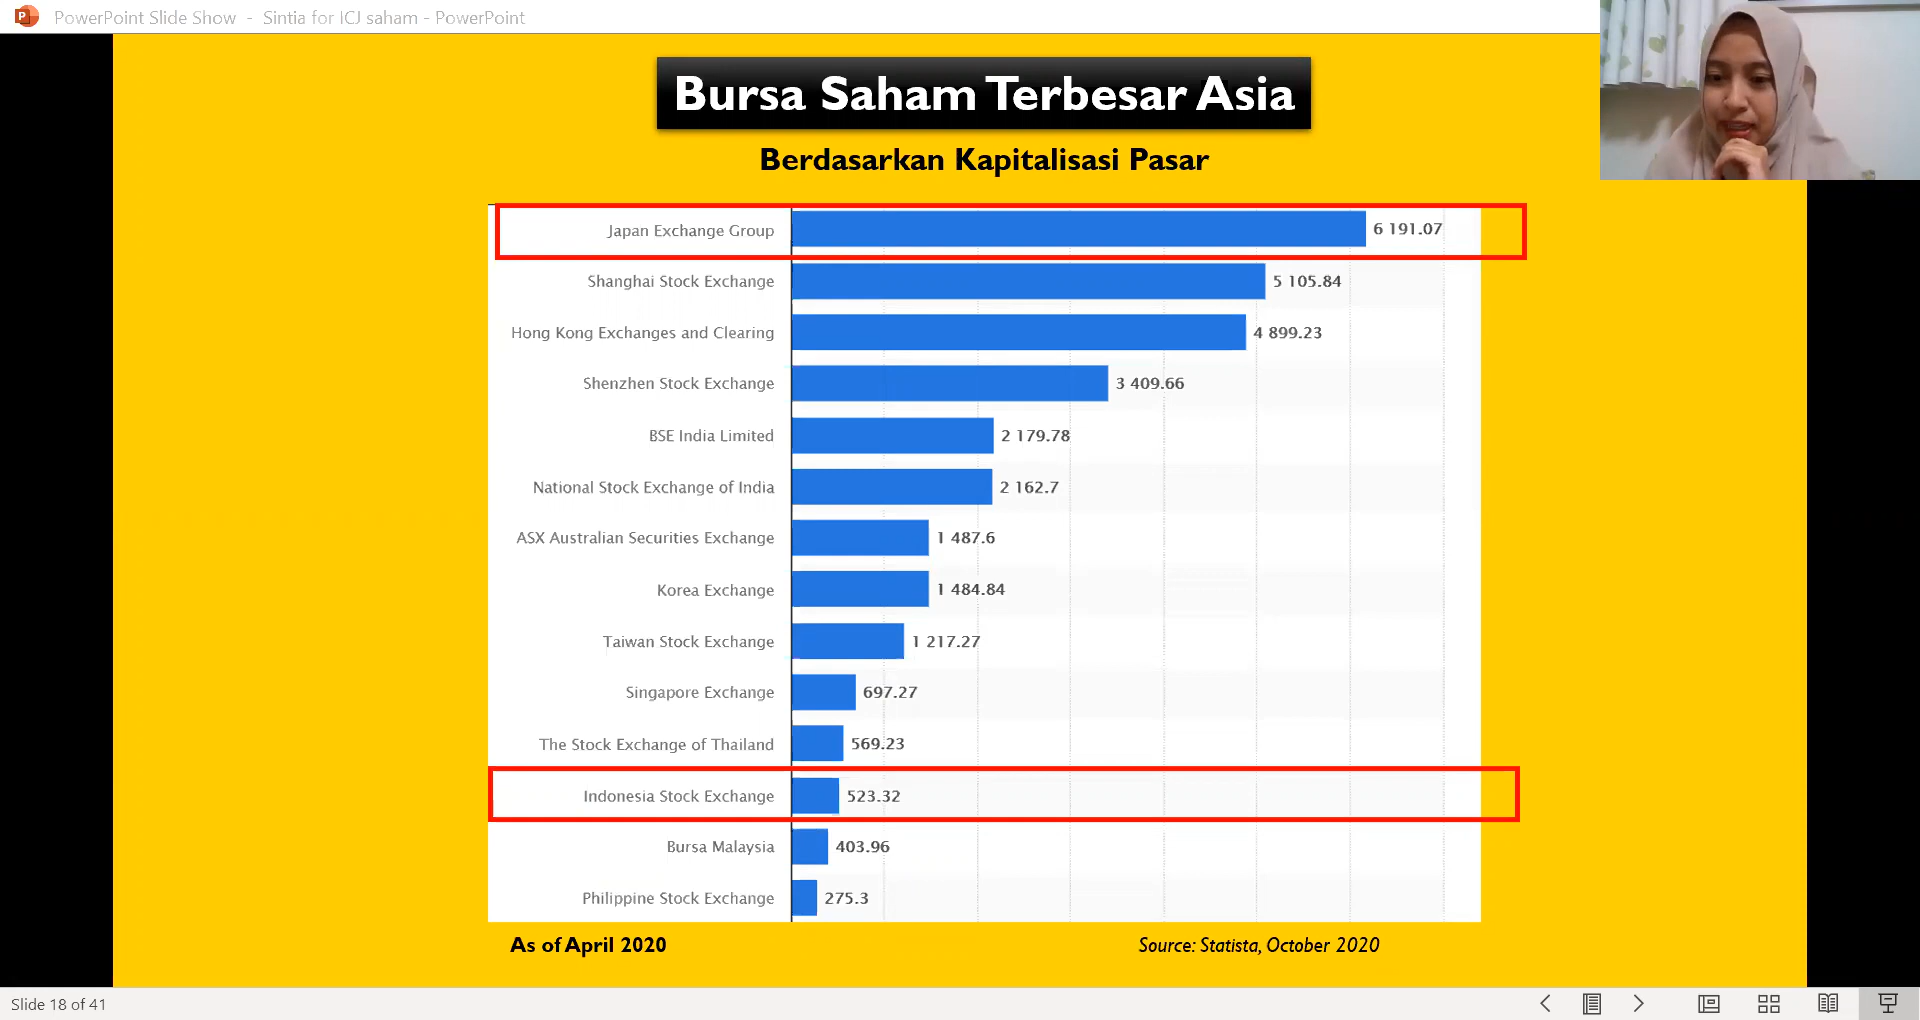 PowerPoint Slide Show - Sintia for ICJ saham - PowerPoint
Bursa Saham Terbesar Asia
Berdasarkan Kapitalisasi Pasar
Japan Exchange Group 6 191.07
Shanghai Stock Exchange 5 105.84
Hong Kong Exchanges and Clearing 4 899.23
Shenzhen Stock Exchange 3 409.66
BSE India Limited 2 179.78
National Stock Exchange of India 2 162.7
ASX Australian Securities Exchange 1 487.6
Korea Exchange 1 484.84
Taiwan Stock Exchange 1 217.27
Singapore Exchange 697.27
The Stock Exchange of Thailand 569.23
Indonesia Stock Exchange 523.32
Bursa Malaysia 403.96
Philippine Stock Exchange 275.3
As of April 2020
Source: Statista, October 2020
Slide 18 of 41